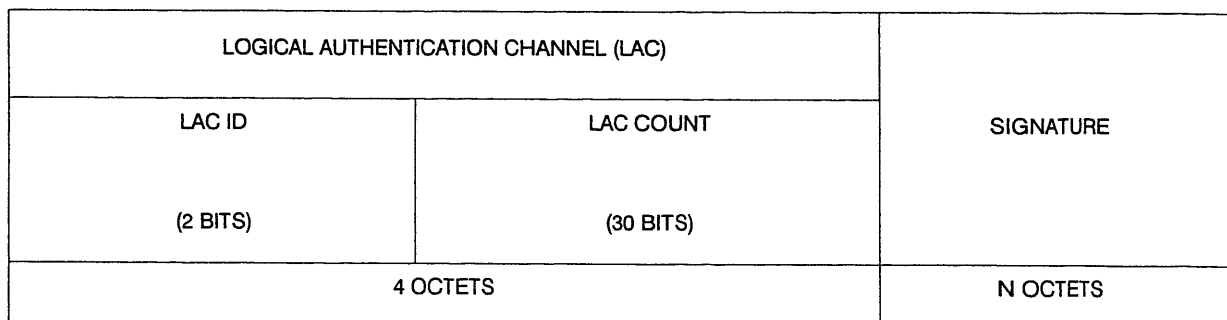 LOGICAL AUTHENTICATION CHANNEL (LAC)
LAC ID
LAC COUNT
SIGNATURE
(2 BITS)
(30 BITS)
4 OCTETS
N OCTETS